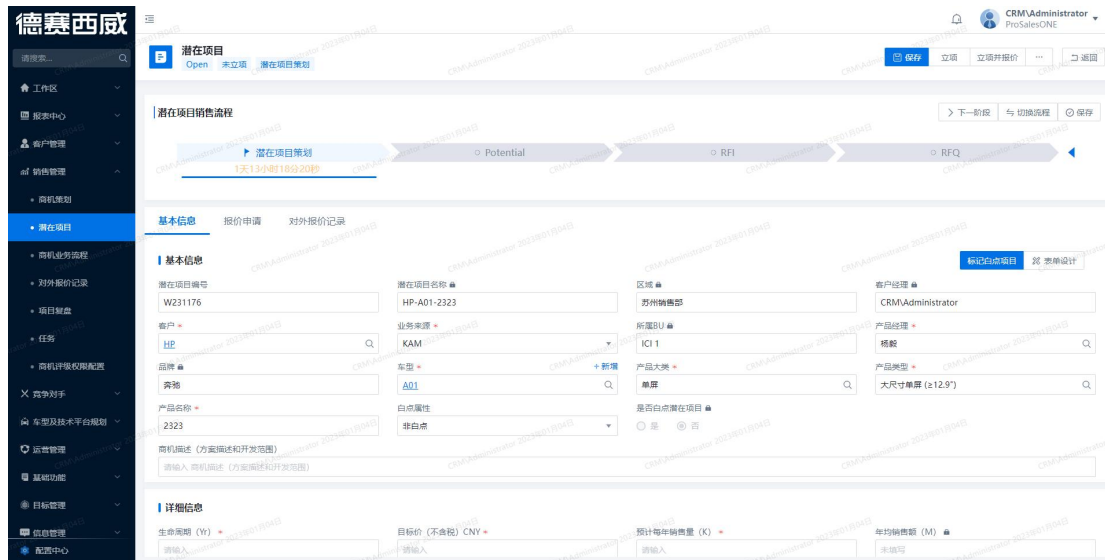 德赛西威
CRM\Administrator
ProSalesONE
请搜索...
潜在项目
Open 未立项 潜在项目策划
保存 立项 立项并报价 ... 返回
工作区
报表中心
客户管理
销售管理
商机策划
潜在项目
商机业务流程
对外报价记录
项目复盘
任务
商机评级权限配置
竞争对手
车型及技术平台规划
运营管理
基础功能
目标管理
信息管理
配置中心
潜在项目销售流程
下一阶段 切换流程 保存
潜在项目策划 Potential RFI RFQ
1天13小时18分20秒
基本信息 报价申请 对外报价记录
基本信息
标记白点项目 表单设计
潜在项目编号 潜在项目名称 区域 客户经理
W231176 HP-A01-2323 苏州销售部 CRM\Administrator
客户 * 业务来源 * 所属BU 产品经理 *
HP KAM ICI 1 杨毅
品牌 车型 * +新增 产品大类 * 产品类型 *
奔驰 A01 单屏 大尺寸单屏 (≥12.9")
产品名称 * 白点属性 是否白点潜在项目
2323 非白点 是 否
商机描述（方案描述和开发范围）
请输入 商机描述（方案描述和开发范围）
详细信息
生命周期（Yr） * 目标价（不含税）CNY * 预计每年销售量（K） * 年均销售额（M）
请输入 请输入 请输入 未填写